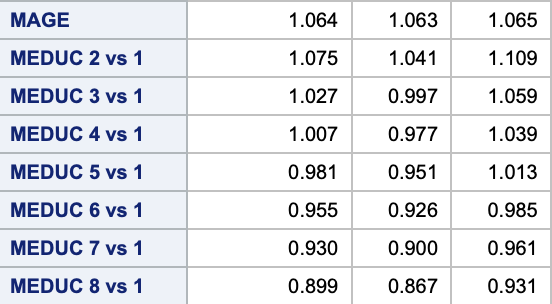 MAGE 1.064 1.063 1.065
MEDUC 2 vs 1 1.075 1.041 1.109
MEDUC 3 vs 1 1.027 0.997 1.059
MEDUC 4 vs 1 1.007 0.977 1.039
MEDUC 5 vs 1 0.981 0.951 1.013
MEDUC 6 vs 1 0.955 0.926 0.985
MEDUC 7 vs 1 0.930 0.900 0.961
MEDUC 8 vs 1 0.899 0.867 0.931